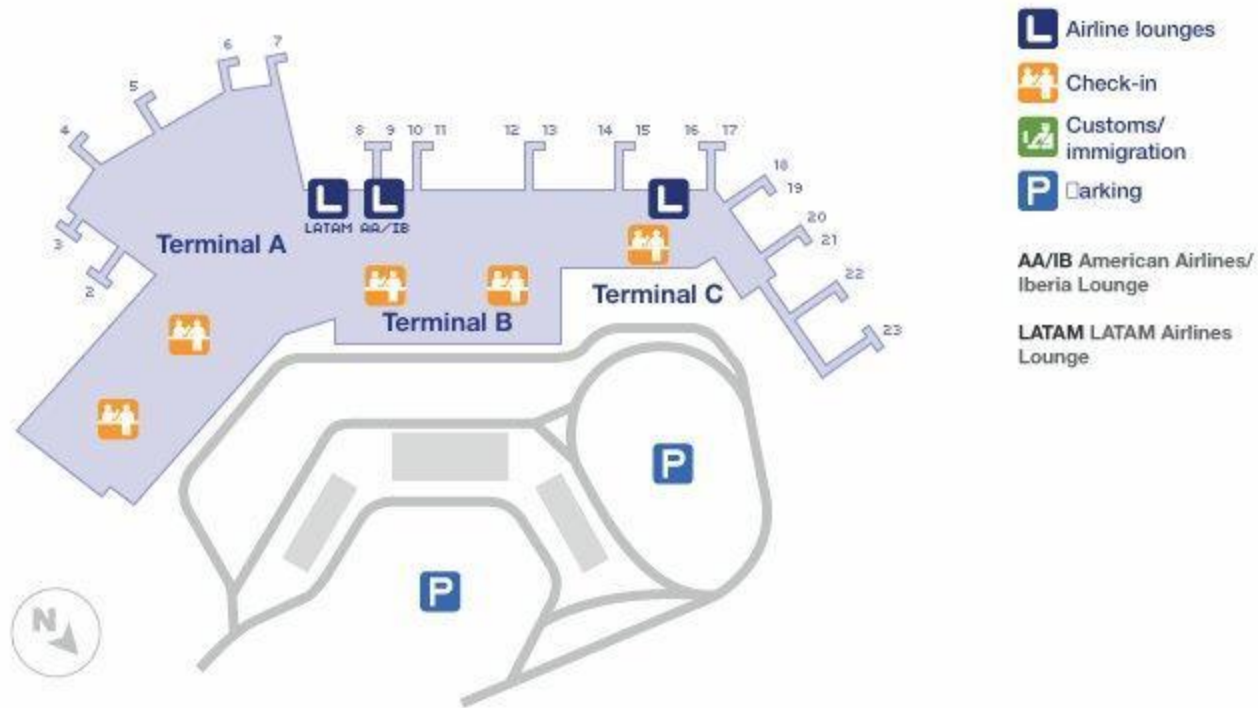 6
7
5
4
3
2
8 9 10 11 12 13 14 15 16 17
18
19
20
21
22
23
L
L
L
LATAM AA/IB
Terminal A
Terminal B
Terminal C
P
P
N
L Airline lounges
Check-in
Customs/
immigration
P □arking
AA/IB American Airlines/
Iberia Lounge
LATAM LATAM Airlines
Lounge